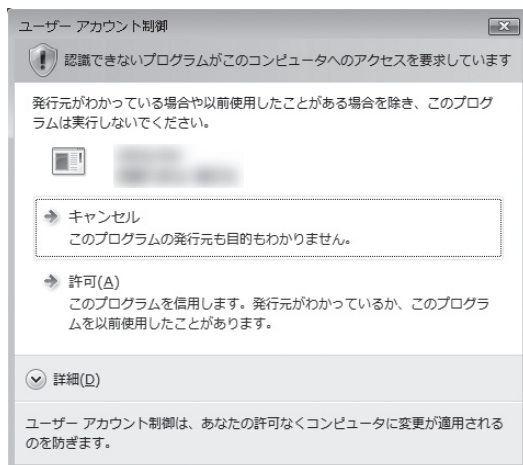 ユーザー アカウント制御
認識できないプログラムがこのコンピュータへのアクセスを要求しています
発行元がわかっている場合や以前使用したことがある場合を除き、このプログ
ラムは実行しないでください。
キャンセル
このプログラムの発行元も目的もわかりません。
許可(A)
このプログラムを信用します。発行元がわかっているか、このプログラ
ムを以前使用したことがあります。
詳細(D)
ユーザー アカウント制御は、あなたの許可なくコンピュータに変更が適用される
のを防ぎます。